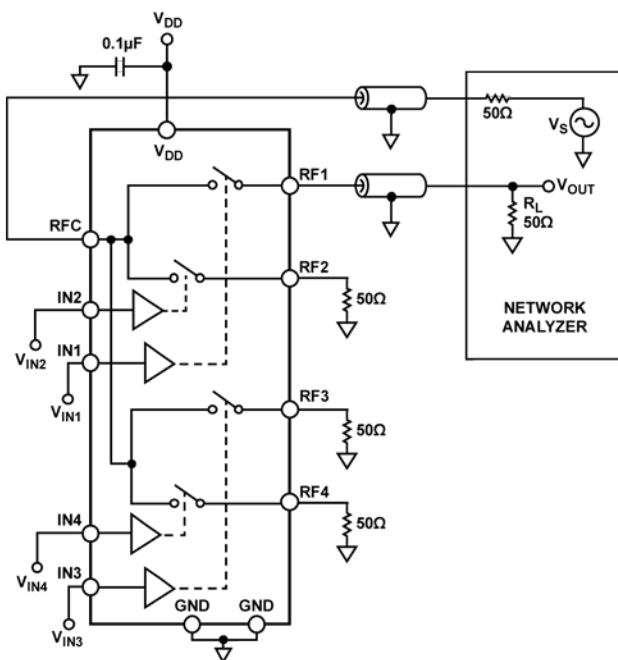 VDD
0.1µF
VDD
50Ω
VS
RF1
VOUT
RL
50Ω
RFC
RF2
50Ω
NETWORK
ANALYZER
IN2
VIN2
IN1
VIN1
RF3
50Ω
RF4
50Ω
IN4
VIN4
IN3
VIN3
GND GND